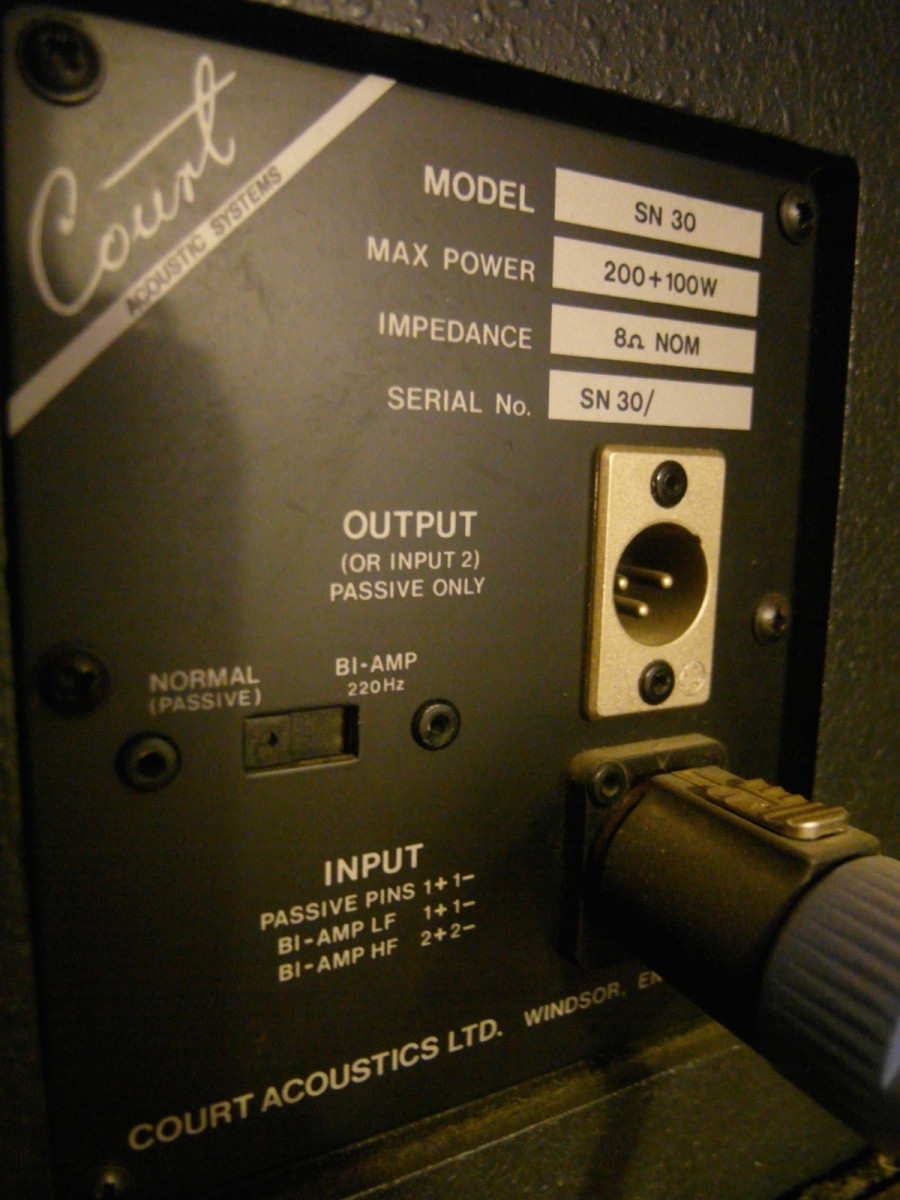 Court
ACOUSTIC SYSTEMS
MODEL SN 30
MAX POWER 200+100W
IMPEDANCE 8Ω NOM
SERIAL No. SN 30/
OUTPUT
(OR INPUT 2)
PASSIVE ONLY
NORMAL
(PASSIVE)
BI-AMP
220Hz
INPUT
PASSIVE PINS 1+1-
BI-AMP LF 1+1-
BI-AMP HF 2+2-
COURT ACOUSTICS LTD. WINDSOR,